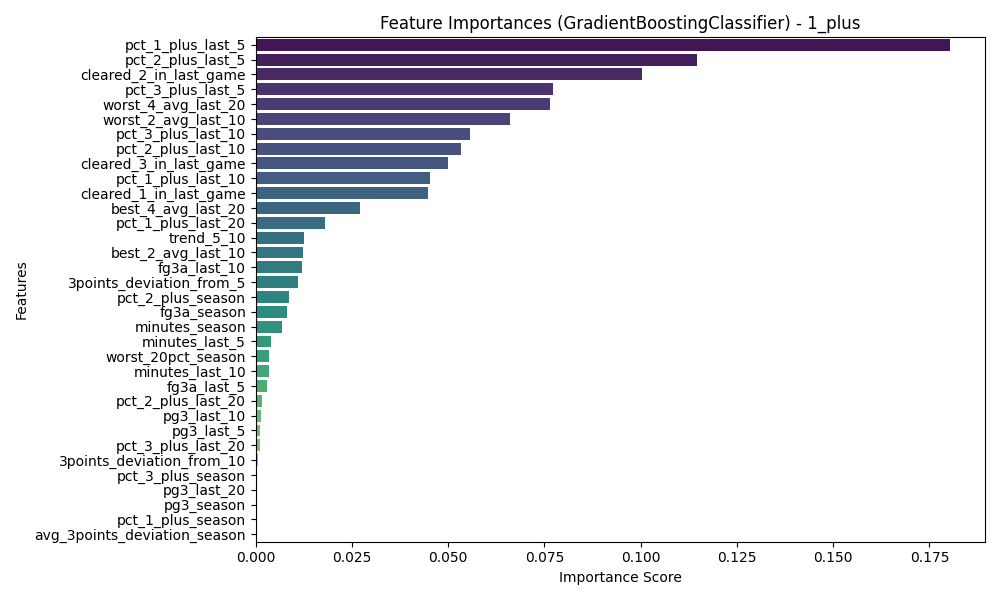 Feature Importances (GradientBoostingClassifier) - 1_plus
Features
pct_1_plus_last_5
pct_2_plus_last_5
cleared_2_in_last_game
pct_3_plus_last_5
worst_4_avg_last_20
worst_2_avg_last_10
pct_3_plus_last_10
pct_2_plus_last_10
cleared_3_in_last_game
pct_1_plus_last_10
cleared_1_in_last_game
best_4_avg_last_20
pct_1_plus_last_20
trend_5_10
best_2_avg_last_10
fg3a_last_10
3points_deviation_from_5
pct_2_plus_season
fg3a_season
minutes_season
minutes_last_5
worst_20pct_season
minutes_last_10
fg3a_last_5
pct_2_plus_last_20
pg3_last_10
pg3_last_5
pct_3_plus_last_20
3points_deviation_from_10
pct_3_plus_season
pg3_last_20
pg3_season
pct_1_plus_season
avg_3points_deviation_season
0.000 0.025 0.050 0.075 0.100 0.125 0.150 0.175
Importance Score